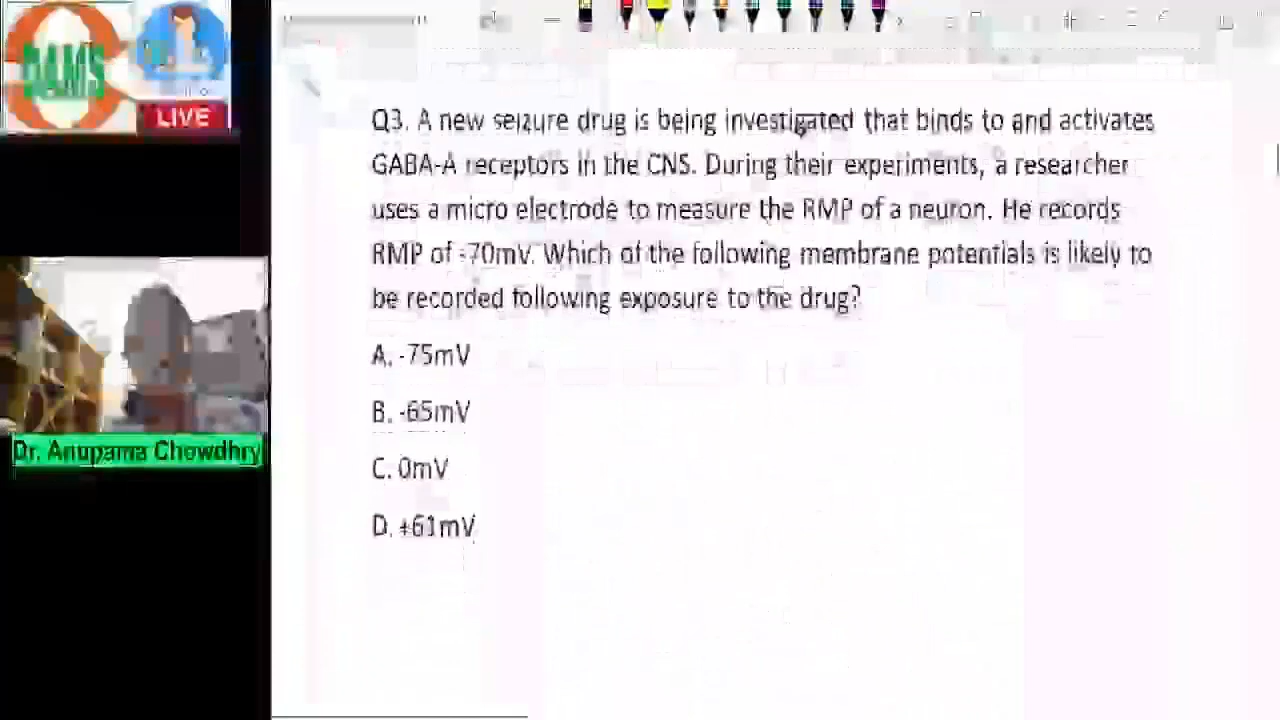 DAMS
LIVE
Dr. Anupama Chowdhry
Q3. A new seizure drug is being investigated that binds to and activates
GABA-A receptors in the CNS. During their experiments, a researcher
uses a micro electrode to measure the RMP of a neuron. He records
RMP of -70mV. Which of the following membrane potentials is likely to
be recorded following exposure to the drug?
A. -75mV
B. -65mV
C. 0mV
D. +61mV